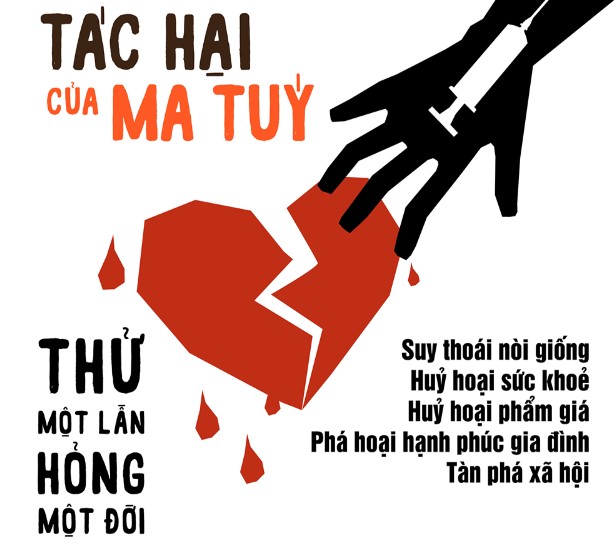 TÁC HẠI
CỦA MA TUÝ
THỬ
MỘT LẦN
HỎNG
MỘT ĐỜI
Suy thoái nòi giống
Huỷ hoại sức khoẻ
Huỷ hoại phẩm giá
Phá hoại hạnh phúc gia đình
Tàn phá xã hội